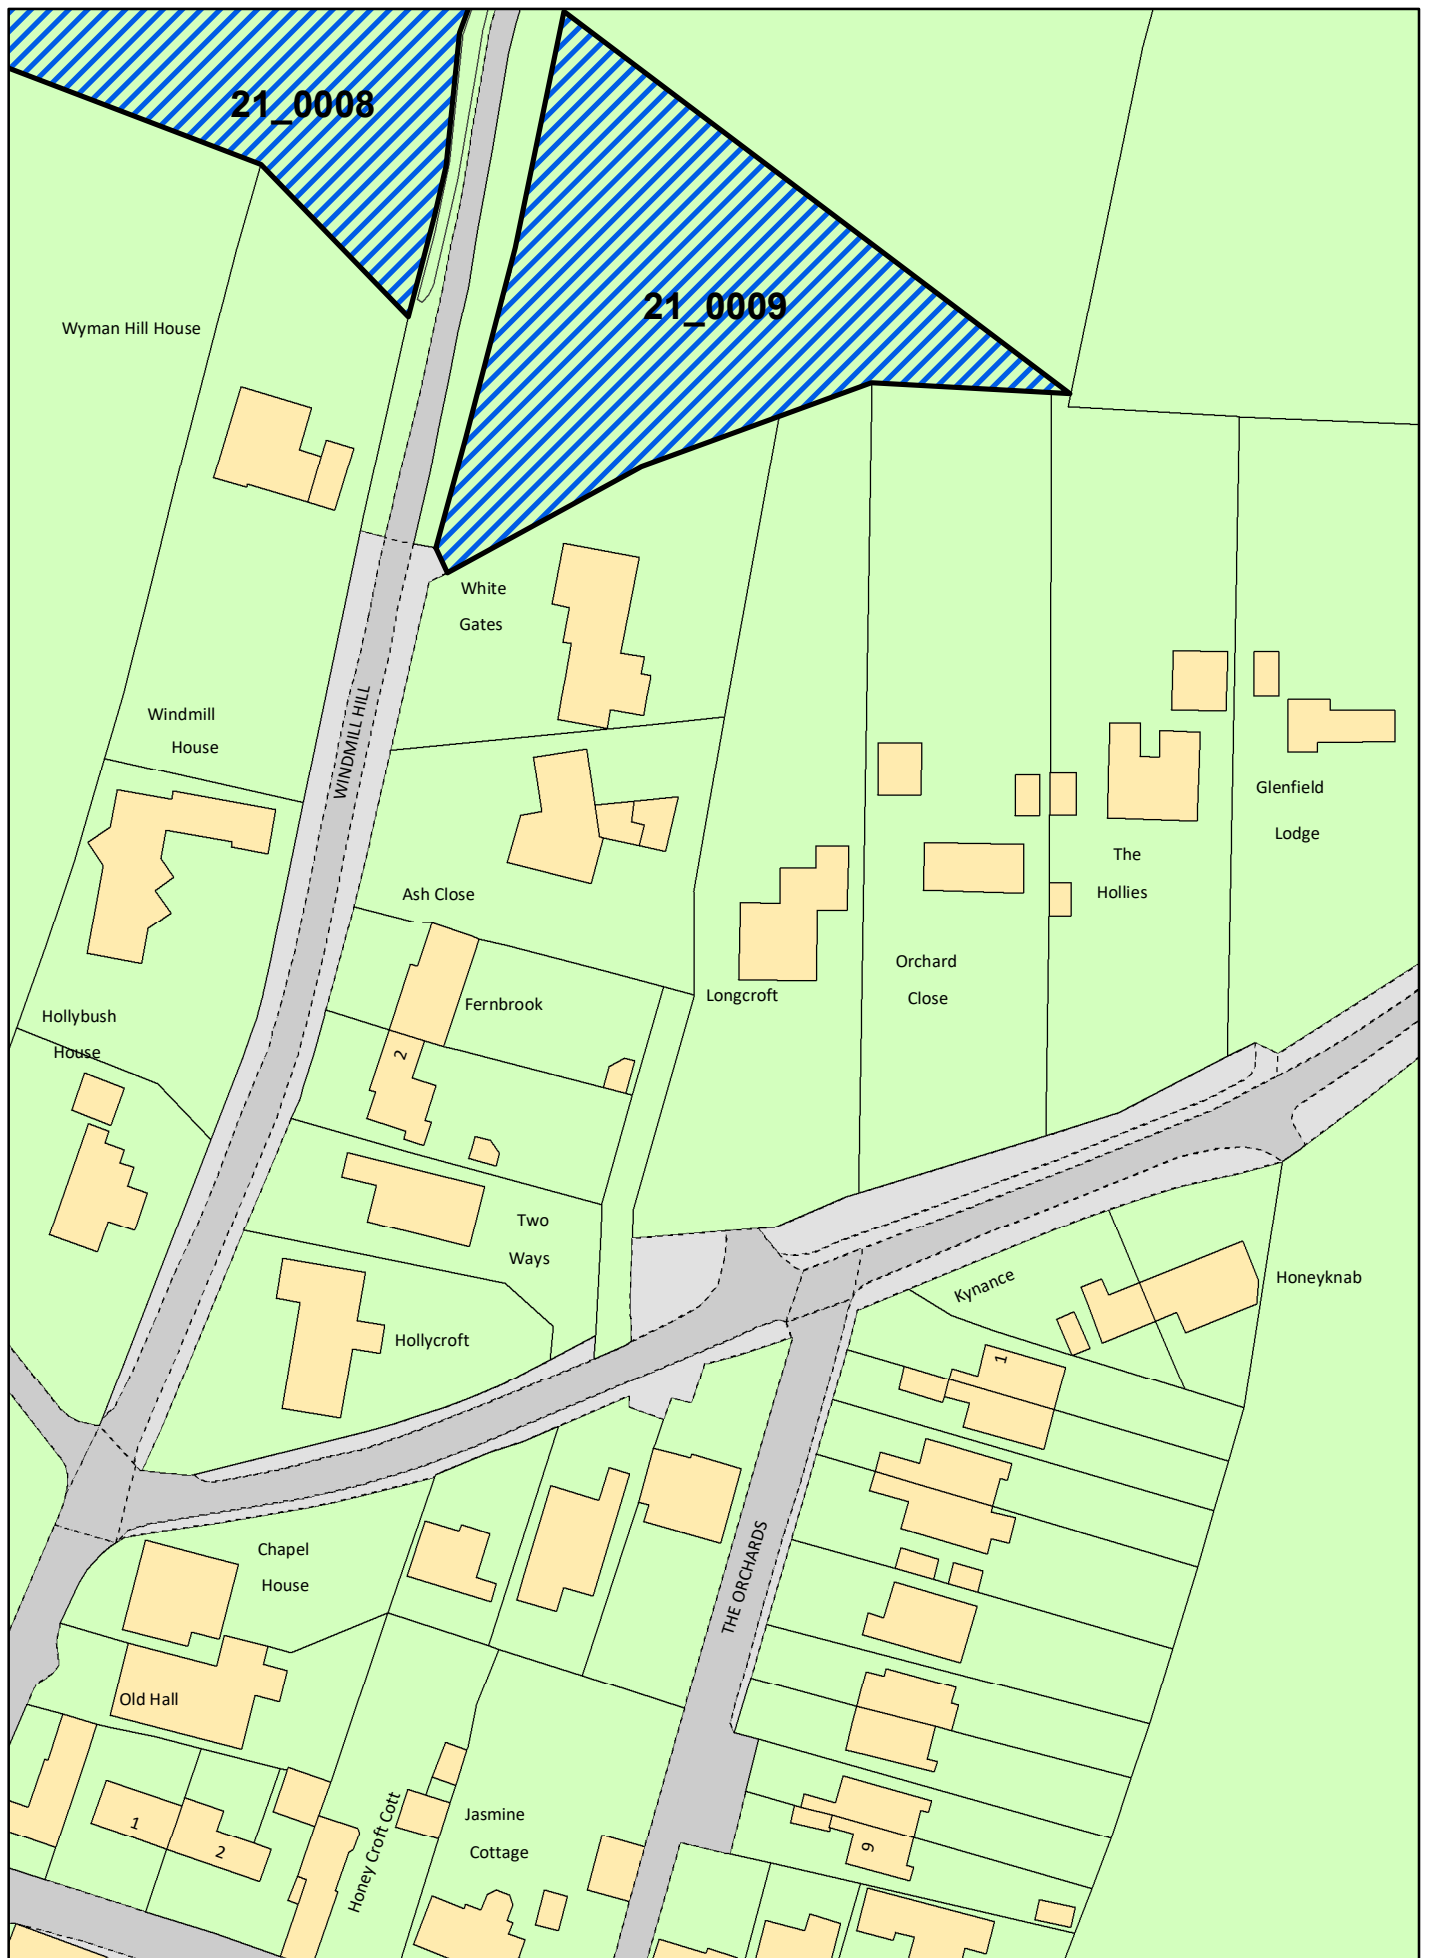 21_0008
21_0009
Wyman Hill House
White
Gates
WINDMILL HILL
Windmill
House
Glenfield
Lodge
The
Hollies
Ash Close
Orchard
Close
Longcroft
Fernbrook
Hollybush
House
2
Two
Ways
Kynance
Honeyknab
Hollycroft
1
Chapel
House
THE ORCHARDS
Old Hall
1
2
Honey Croft Cott
Jasmine
Cottage
9